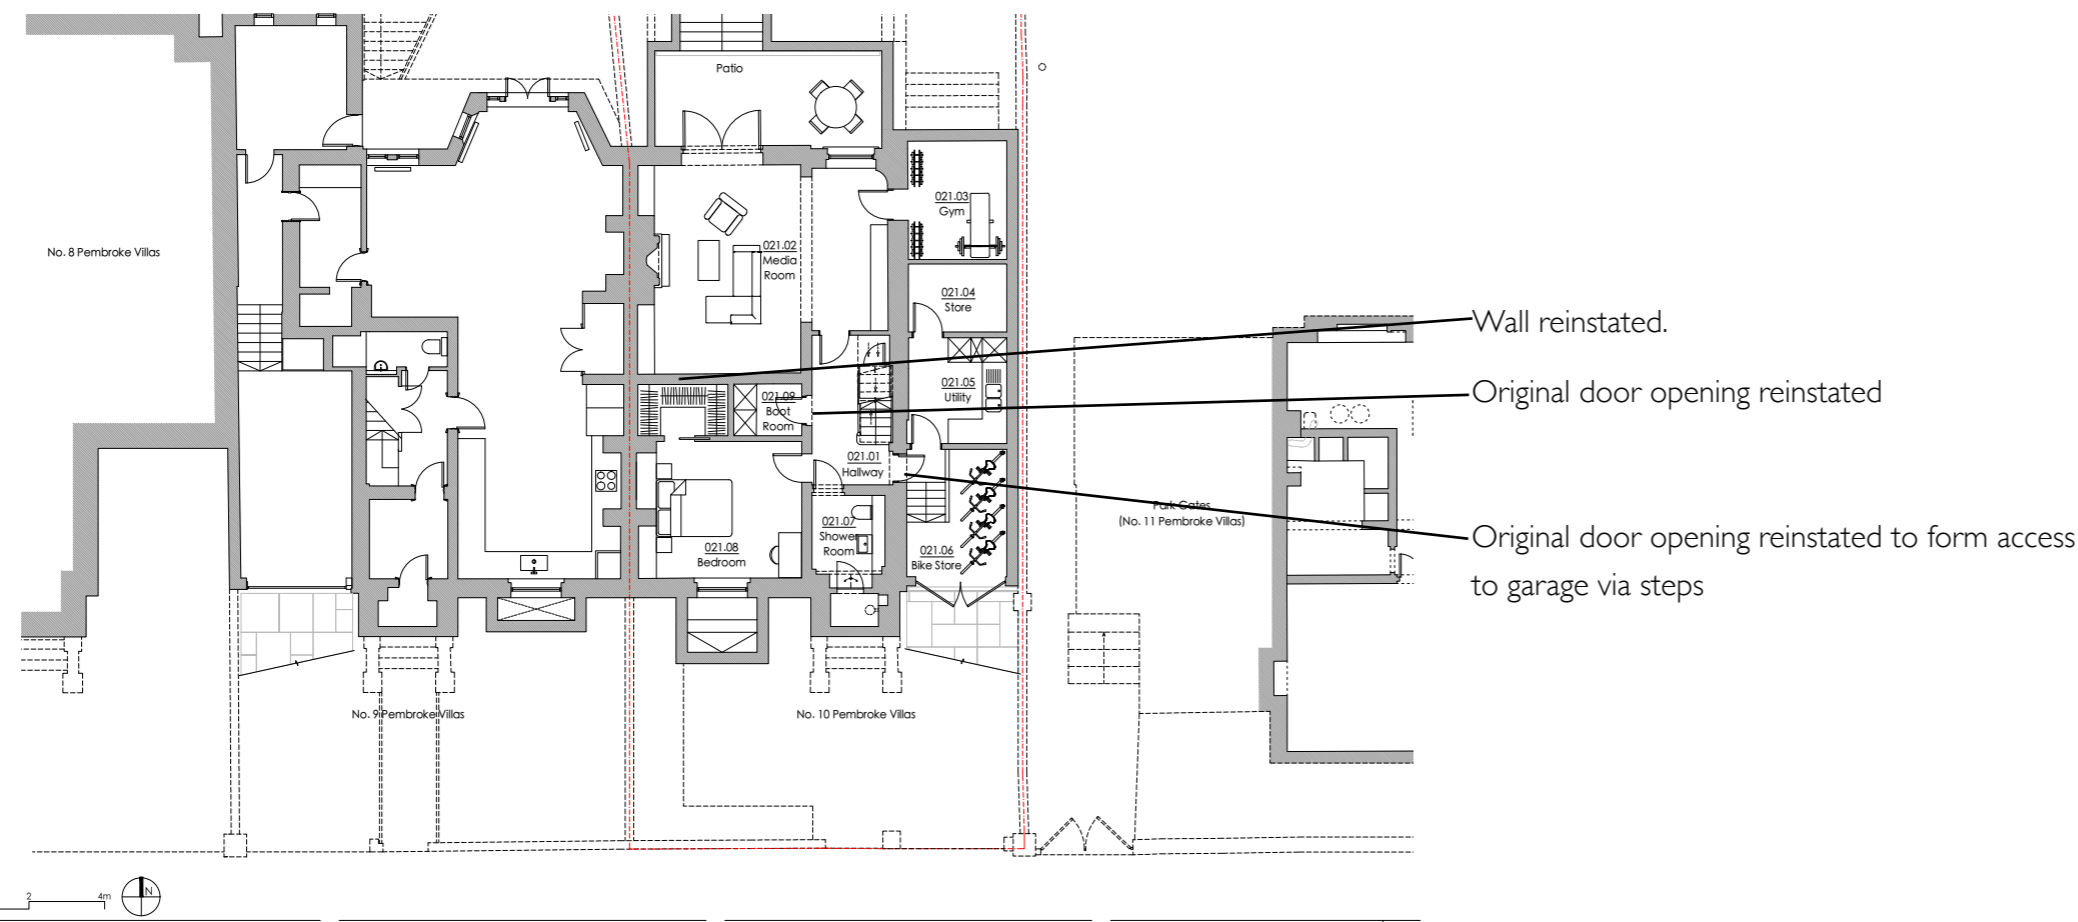 Patio
021.03
Gym
No. 8 Pembroke Villas
021.02
Media
Room
021.04
Store
Wall reinstated.
021.05
Utility
Original door opening reinstated
021.09
Boot
Room
021.01
Hallway
Park Gates
(No. 11 Pembroke Villas)
021.07
Shower
Room
021.08
Bedroom
021.06
Bike Store
Original door opening reinstated to form access
to garage via steps
No. 9 Pembroke Villas
No. 10 Pembroke Villas
2
4m
N